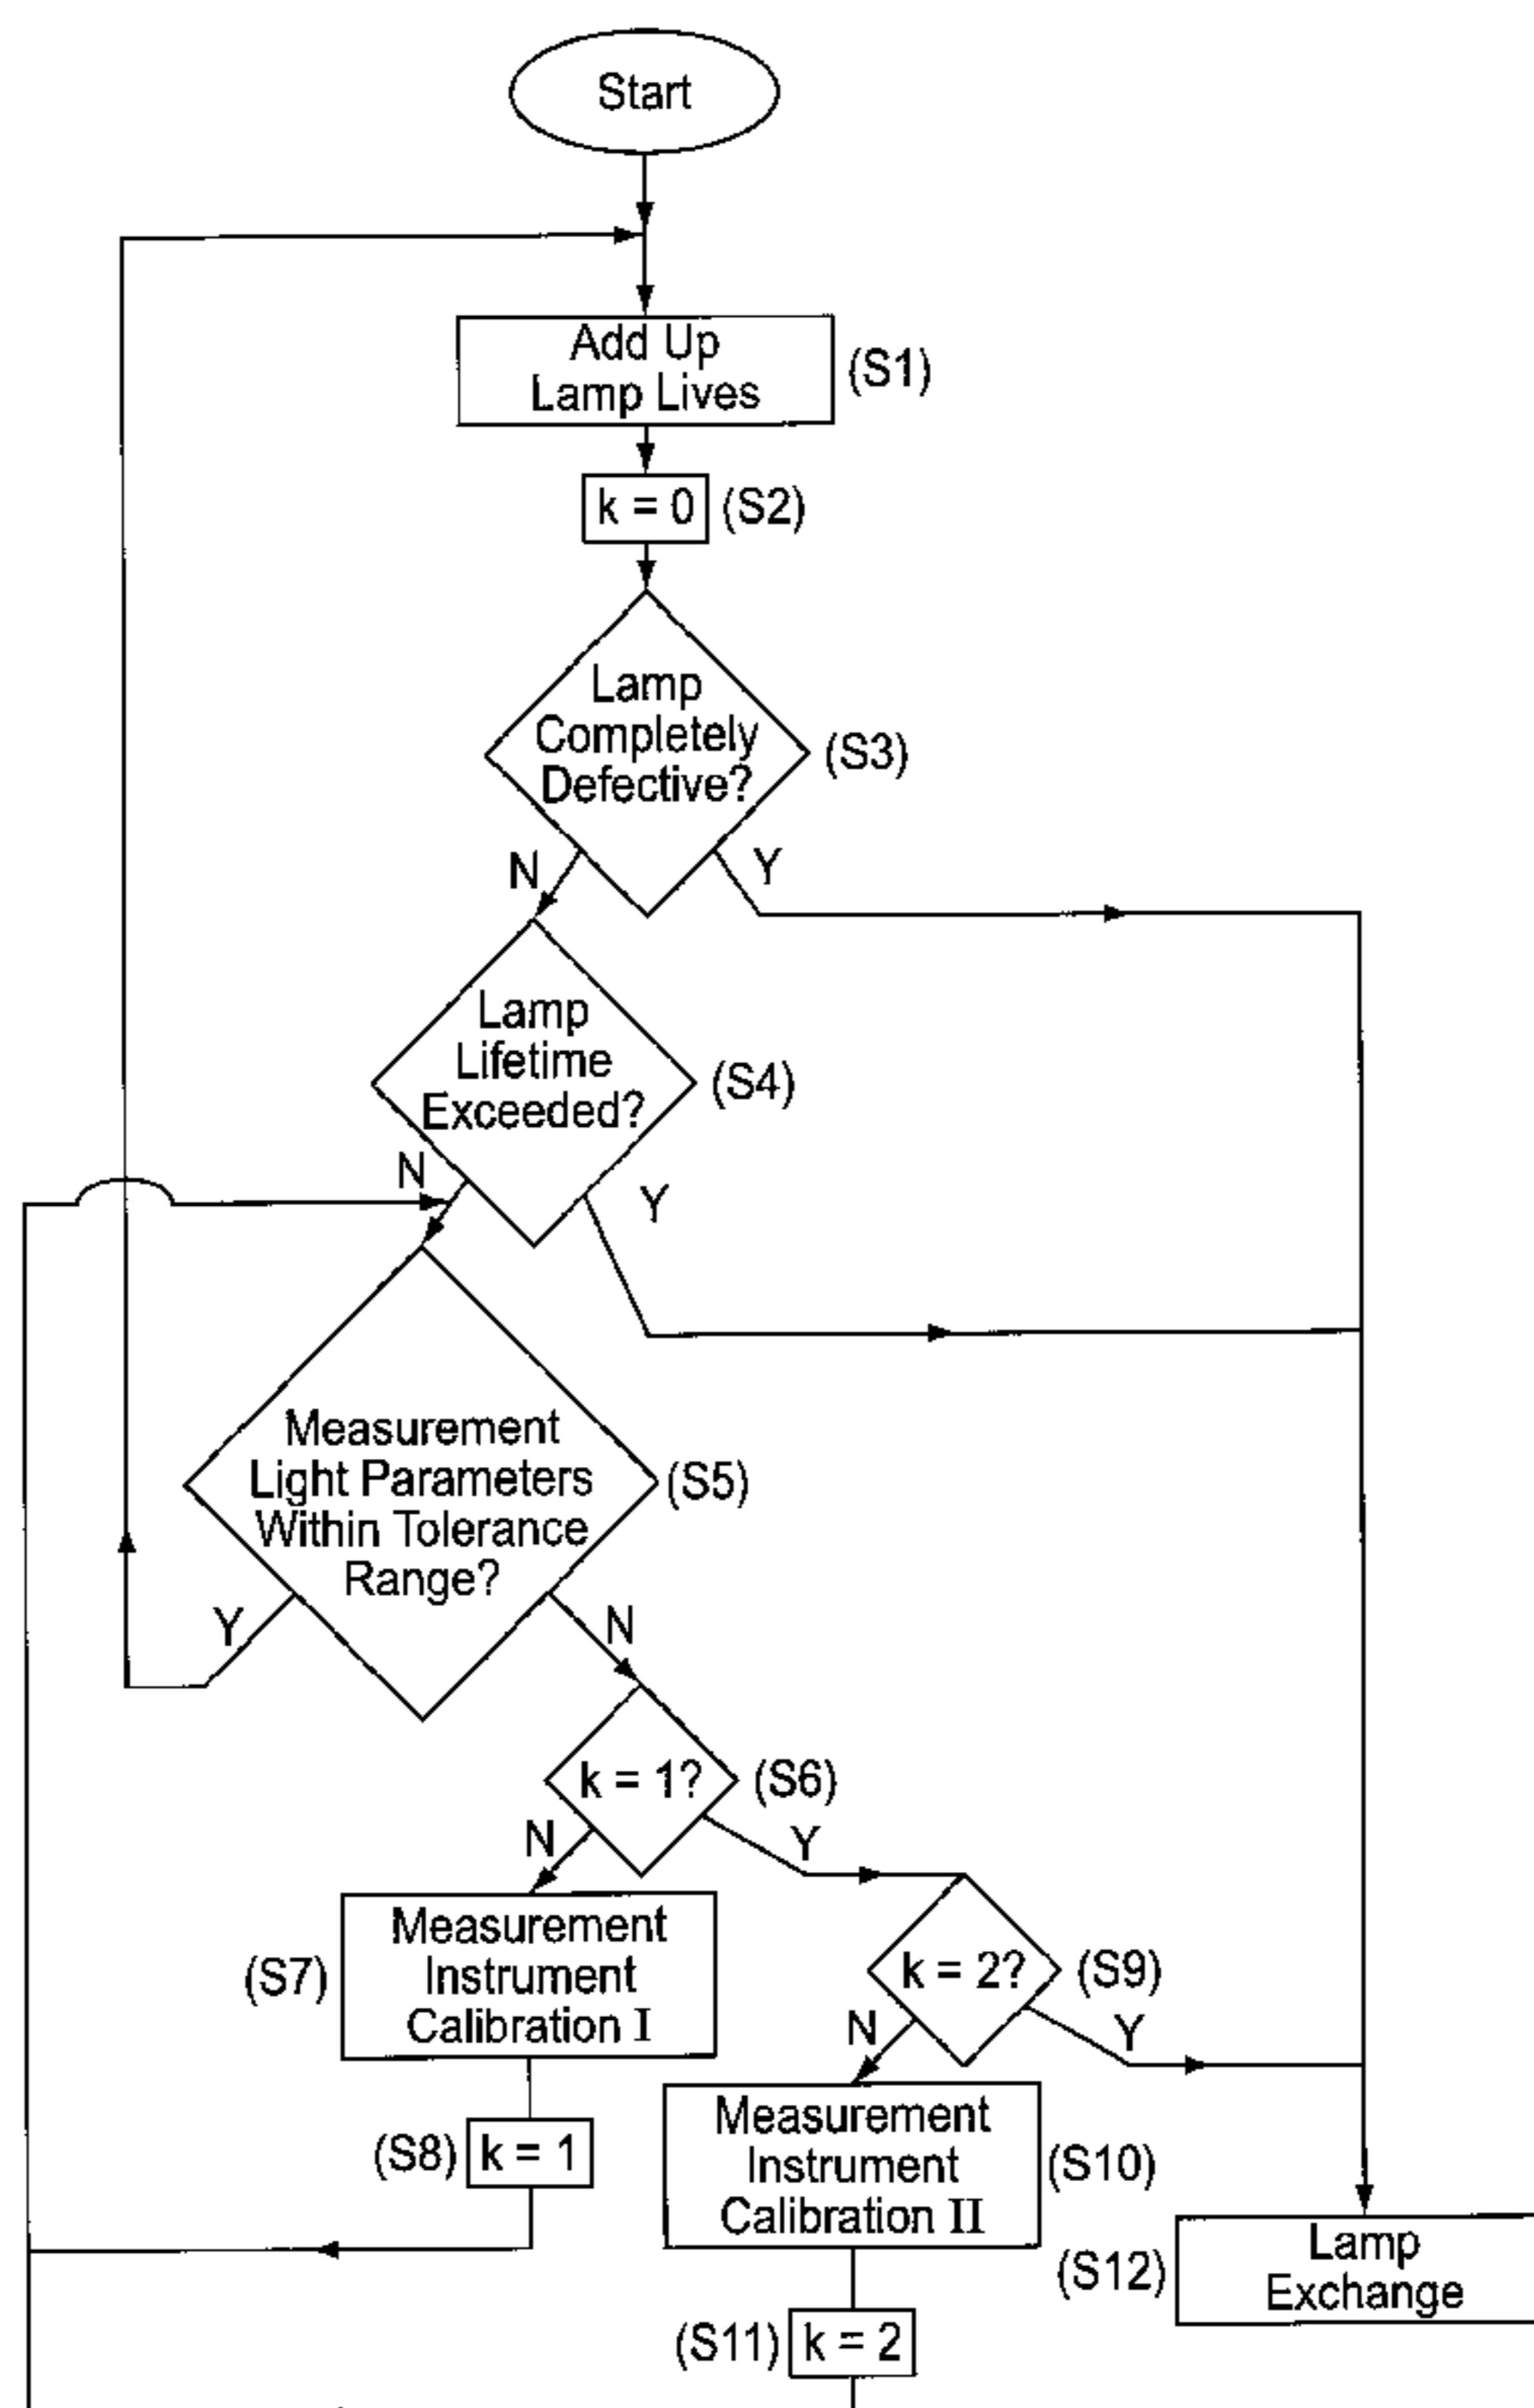 Start
Add Up
Lamp Lives
(S1)
k = 0
(S2)
Lamp
Completely
Defective?
(S3)
N
Y
Lamp
Lifetime
Exceeded?
(S4)
N
Y
Measurement
Light Parameters
Within Tolerance
Range?
(S5)
Y
N
k = 1?
(S6)
N
Y
Measurement
Instrument
Calibration I
(S7)
k = 2?
(S9)
N
Y
(S8)
k = 1
Measurement
Instrument
Calibration II
(S10)
Lamp
Exchange
(S12)
(S11)
k = 2